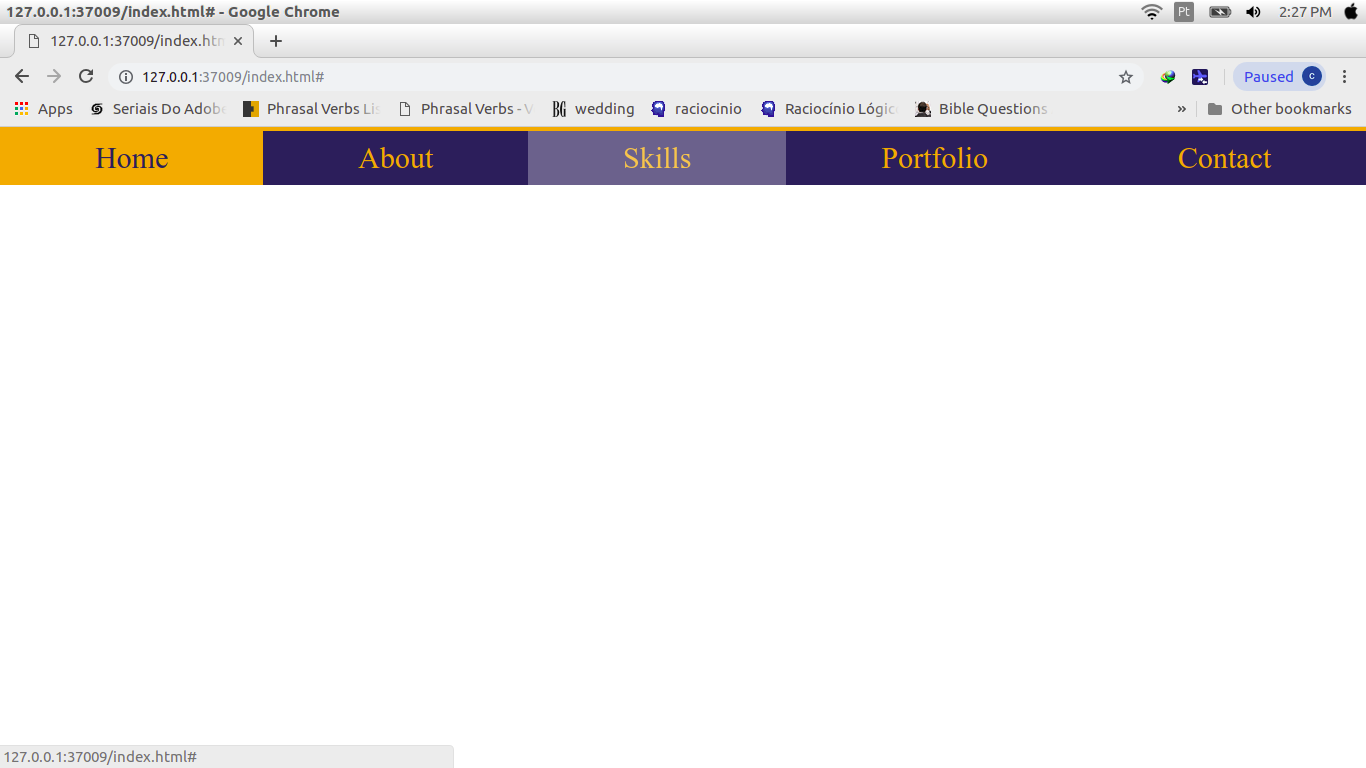 127.0.0.1:37009/index.html# - Google Chrome
Pt
2:27 PM
127.0.0.1:37009/index.htm
127.0.0.1:37009/index.html#
Paused
C
Apps
Seriais Do Adobe
Phrasal Verbs Lis
Phrasal Verbs - V
BG wedding
raciocinio
Raciocínio Lógic
Bible Questions
»
Other bookmarks
Home About Skills Portfolio Contact
127.0.0.1:37009/index.html#